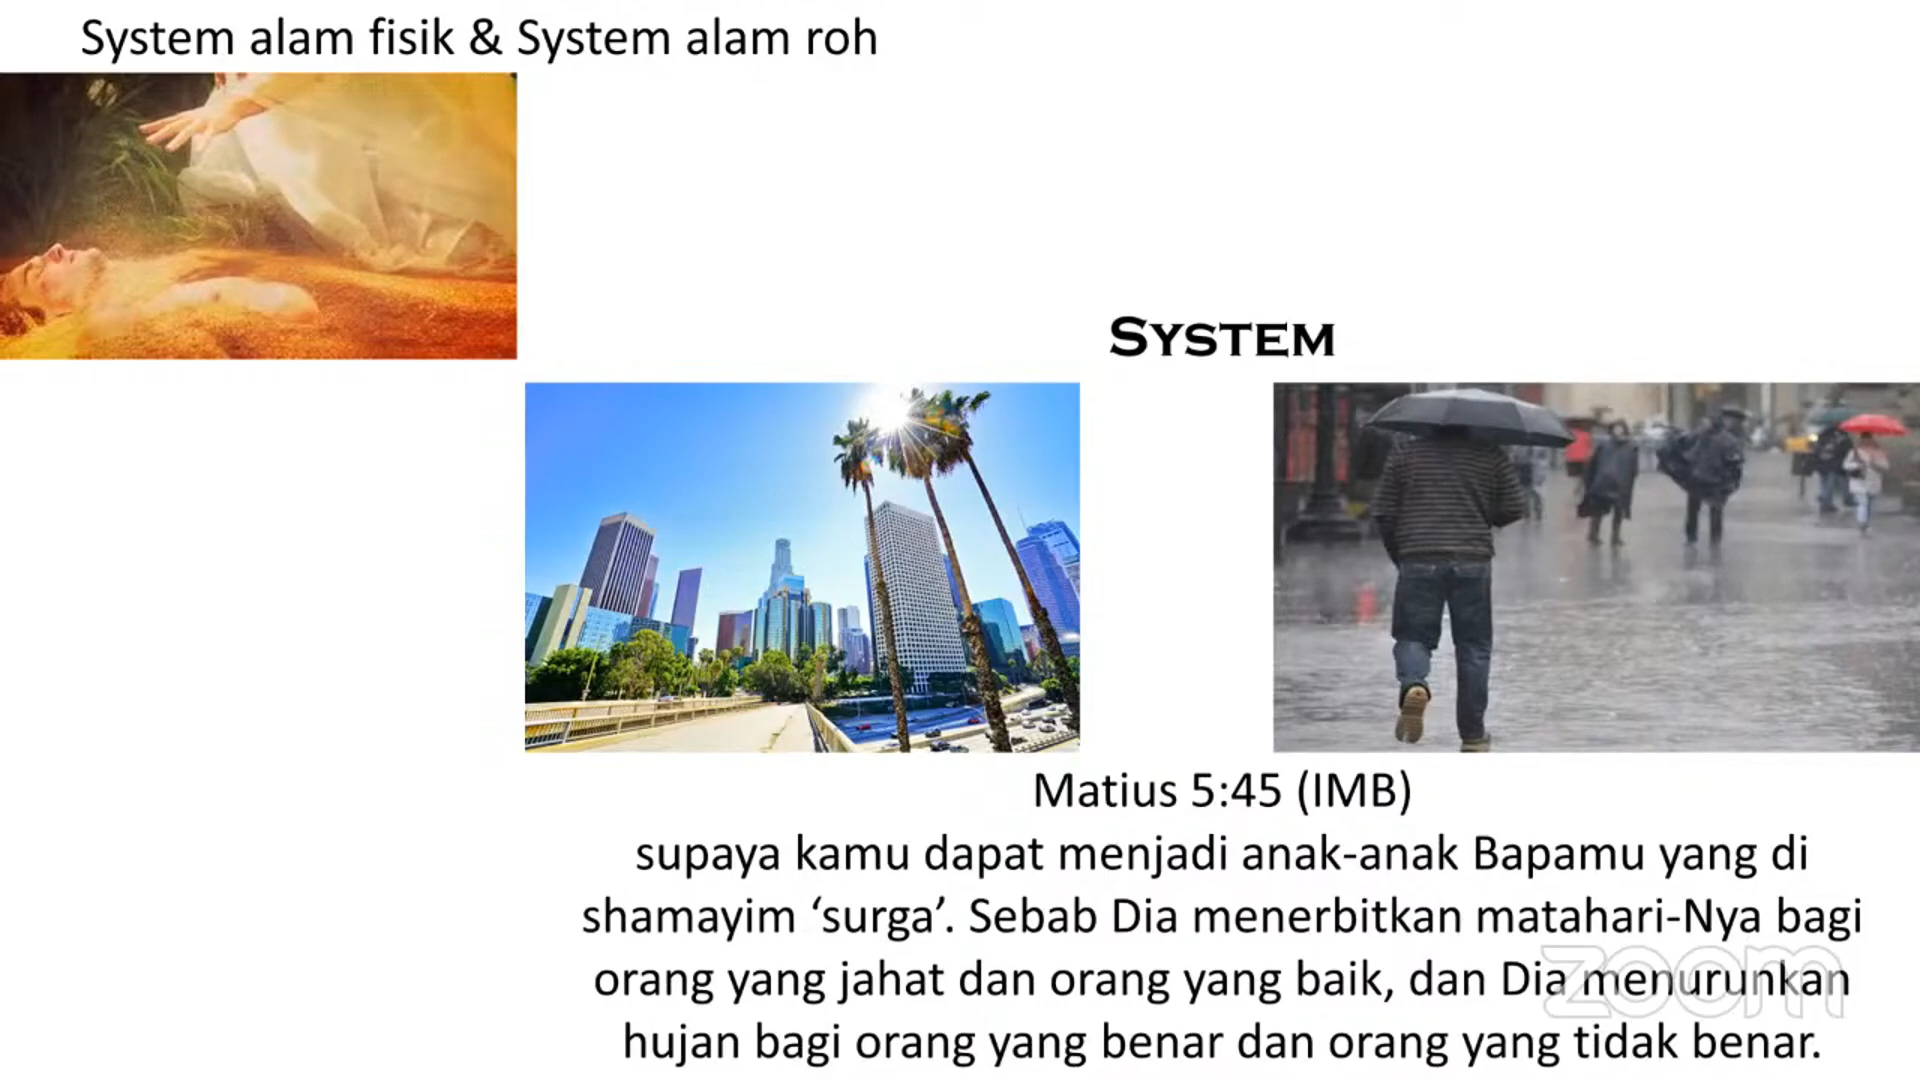 System alam fisik & System alam roh
SYSTEM
Matius 5:45 (IMB)
supaya kamu dapat menjadi anak-anak Bapamu yang di
shamayim ‘surga’. Sebab Dia menerbitkan matahari-Nya bagi
orang yang jahat dan orang yang baik, dan Dia menurunkan
hujan bagi orang yang benar dan orang yang tidak benar.
zoom